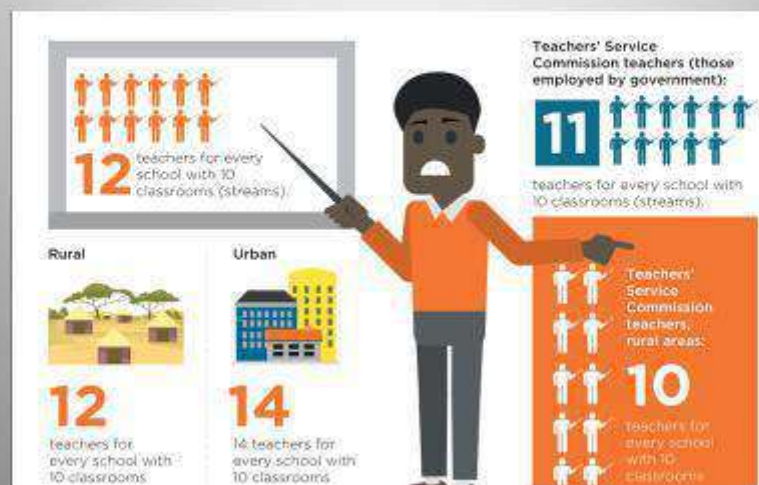 12
teachers for every
school with 10
classrooms (streams).
Teachers' Service
Commission teachers (those
employed by government):
11
teachers for every school with
10 classrooms (streams).
Rural
12
teachers for
every school with
10 classrooms
Urban
14
14 teachers for
every school with
10 classrooms
Teachers'
Service
Commission
teachers,
rural areas:
10
teachers for
every school
with 10
classrooms